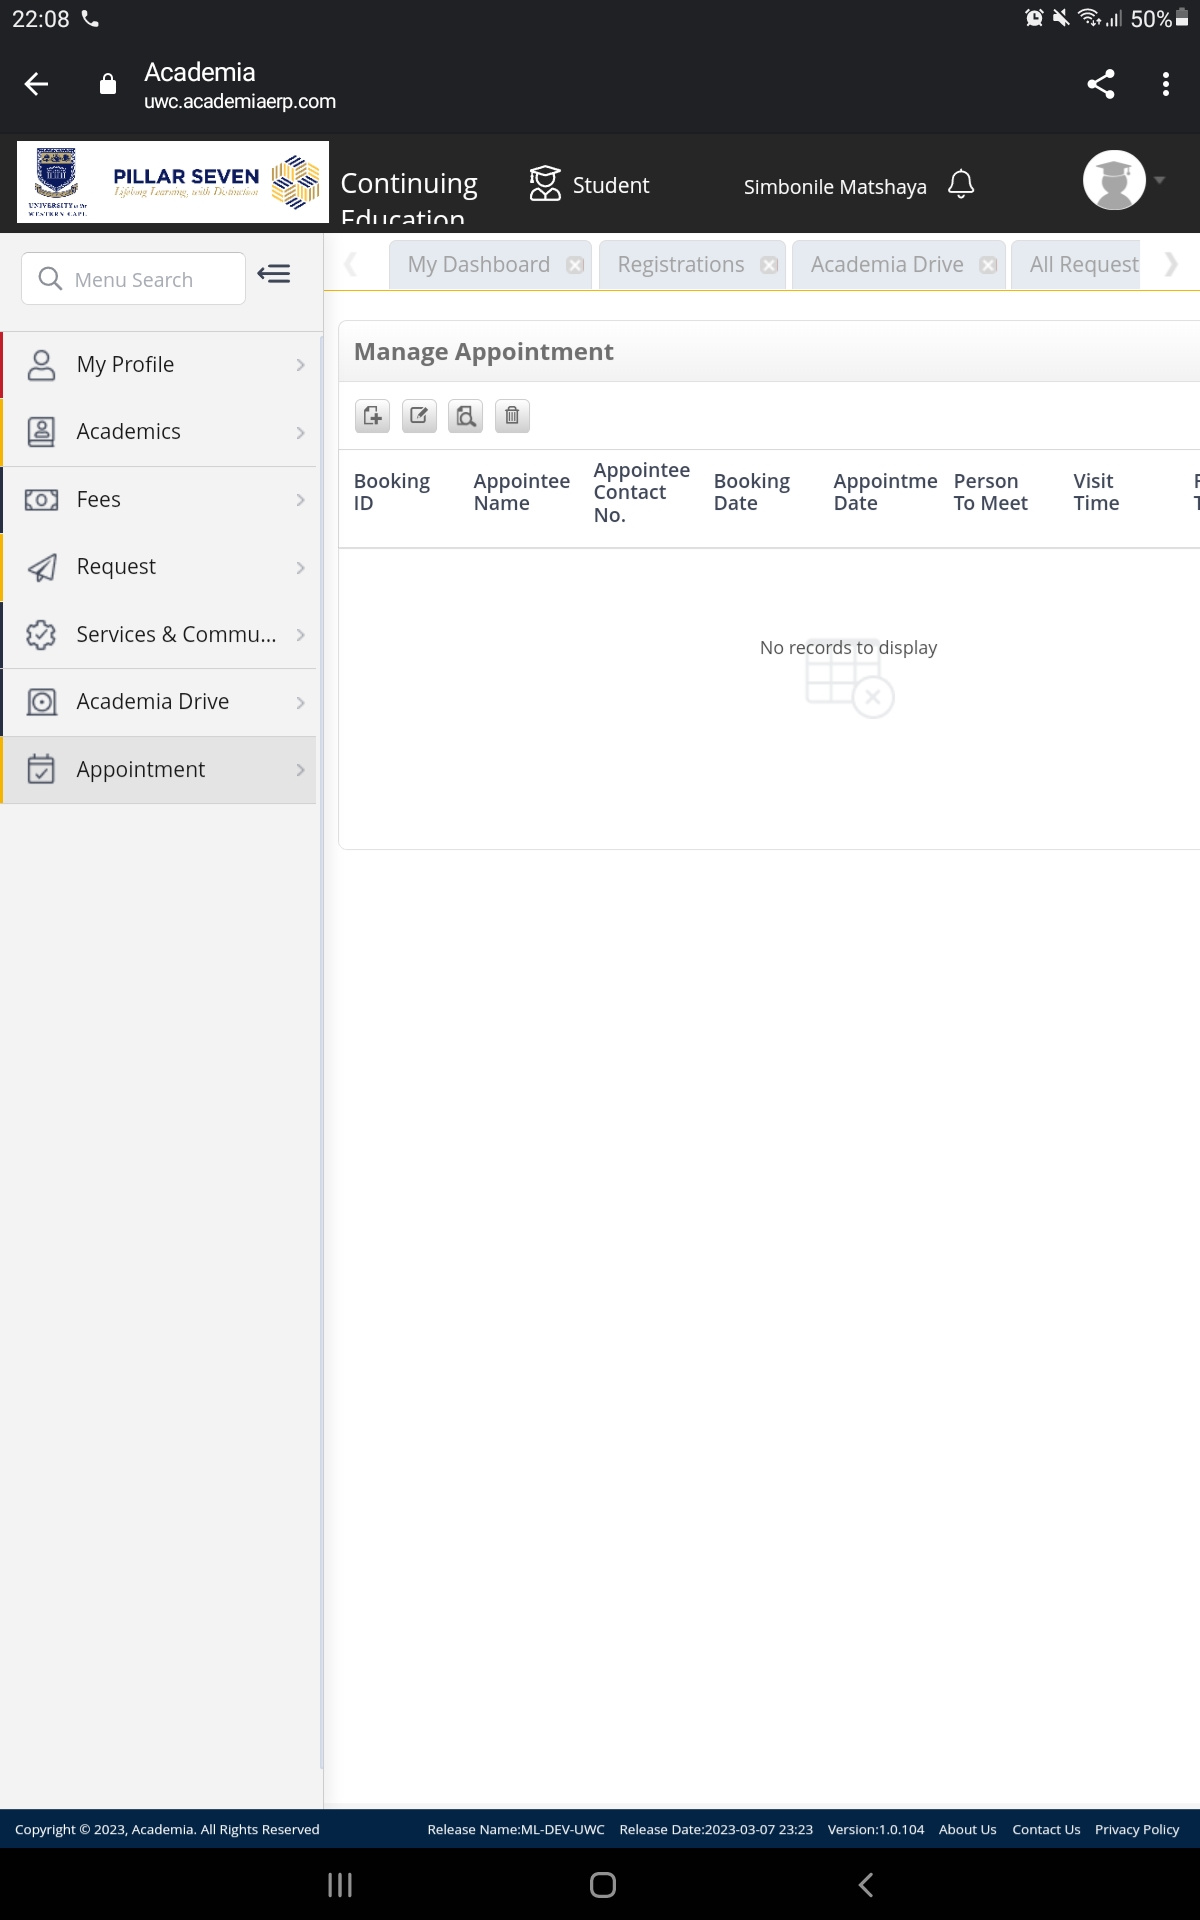 22:08
50%
Academia
uwc.academiaerp.com
UNIVERSITY of the
WESTERN CAPE
PILLAR SEVEN
Lifelong Learning, with Distinction
Continuing
Education
Student
Simbonile Matshaya
Menu Search
My Dashboard
Registrations
Academia Drive
All Request
My Profile
Academics
Fees
Request
Services & Commu...
Academia Drive
Appointment
Manage Appointment
Booking
ID
Appointee
Name
Appointee
Contact
No.
Booking
Date
Appointme
Date
Person
To Meet
Visit
Time
No records to display
Copyright © 2023, Academia. All Rights Reserved
Release Name:ML-DEV-UWC Release Date:2023-03-07 23:23 Version:1.0.104 About Us Contact Us Privacy Policy